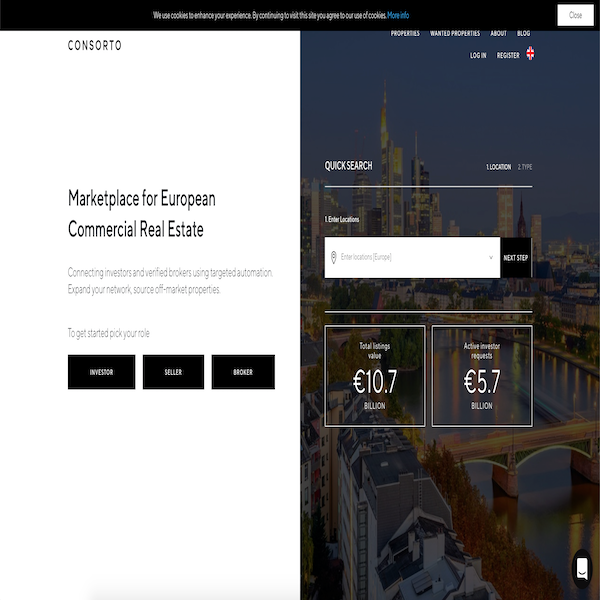 We use cookies to enhance your experience. By continuing to visit this site you agree to our use of cookies. More info
Close
CONSORTO
PROPERTIES WANTED PROPERTIES ABOUT BLOG
LOG IN REGISTER
Marketplace for European
Commercial Real Estate
Connecting investors and verified brokers using targeted automation.
Expand your network, source off-market properties.
To get started pick your role
INVESTOR SELLER BROKER
QUICK SEARCH
1. LOCATION 2. TYPE
1. Enter Locations
Enter locations (Europe)
NEXT STEP
Total listings
value
€10.7
BILLION
Active investor
requests
€5.7
BILLION